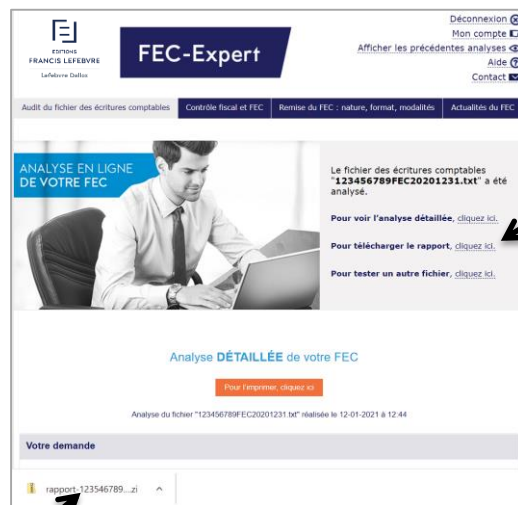 Déconnexion
Mon compte
Afficher les précédentes analyses
Aide
Contact
EDITIONS
FRANCIS LEFEBVRE
Lefebvre Dalloz
FEC-Expert
Audit du fichier des écritures comptables
Contrôle fiscal et FEC
Remise du FEC : nature, format, modalités
Actualités du FEC
ANALYSE EN LIGNE
DE VOTRE FEC
Le fichier des écritures comptables
"123456789FEC20201231.txt" a été
analysé.
Pour voir l'analyse détaillée, cliquez ici.
Pour télécharger le rapport, cliquez ici.
Pour tester un autre fichier, cliquez ici.
Analyse DÉTAILLÉE de votre FEC
Pour l'imprimer, cliquez ici
Analyse du fichier "123456789FEC20201231.txt" réalisée le 12-01-2021 à 12:44
Votre demande
rapport-123546789...zi